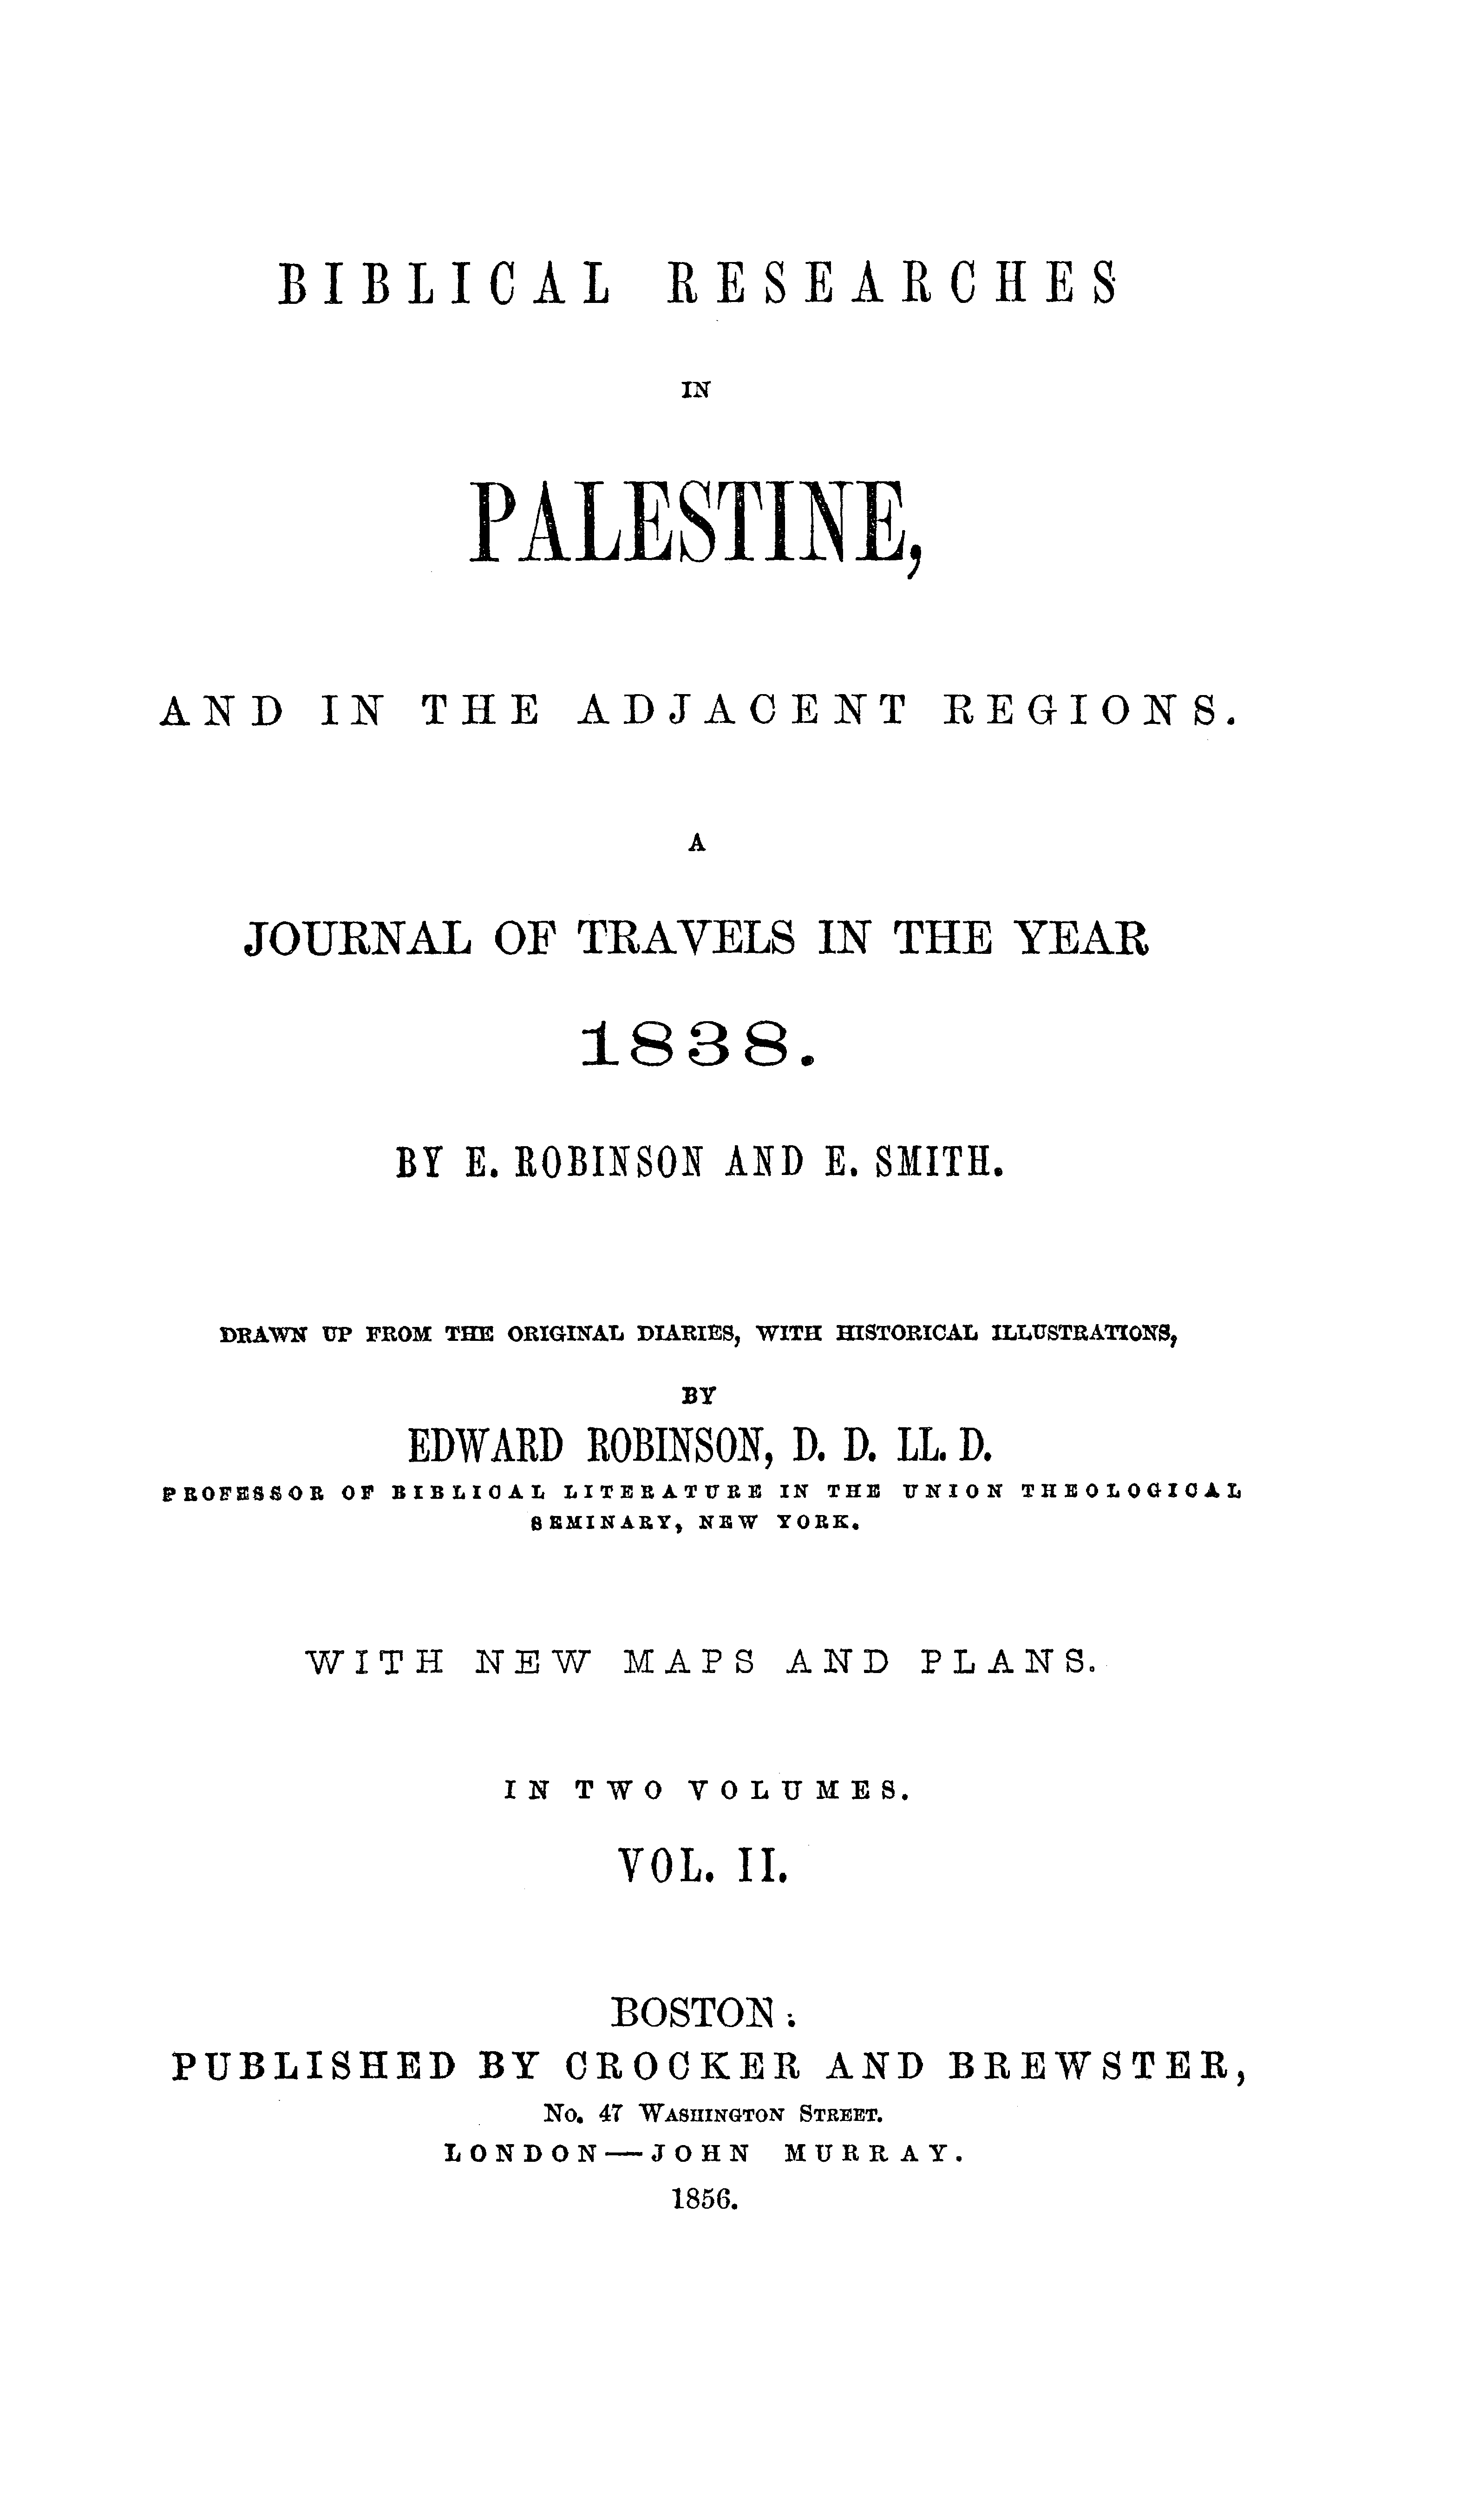 BIBLICAL RESEARCHES
IN
PALESTINE,
AND IN THE ADJACENT REGIONS.
A
JOURNAL OF TRAVELS IN THE YEAR
1838.
BY E. ROBINSON AND E. SMITH.
DRAWN UP FROM THE ORIGINAL DIARIES, WITH HISTORICAL ILLUSTRATIONS,
BY
EDWARD ROBINSON, D. D. LL. D.
PROFESSOR OF BIBLICAL LITERATURE IN THE UNION THEOLOGICAL
SEMINARY, NEW YORK.
WITH NEW MAPS AND PLANS.
IN TWO VOLUMES.
VOL. II.
BOSTON:
PUBLISHED BY CROCKER AND BREWSTER,
No. 47 WASHINGTON STREET.
LONDON—JOHN MURRAY.
1856.